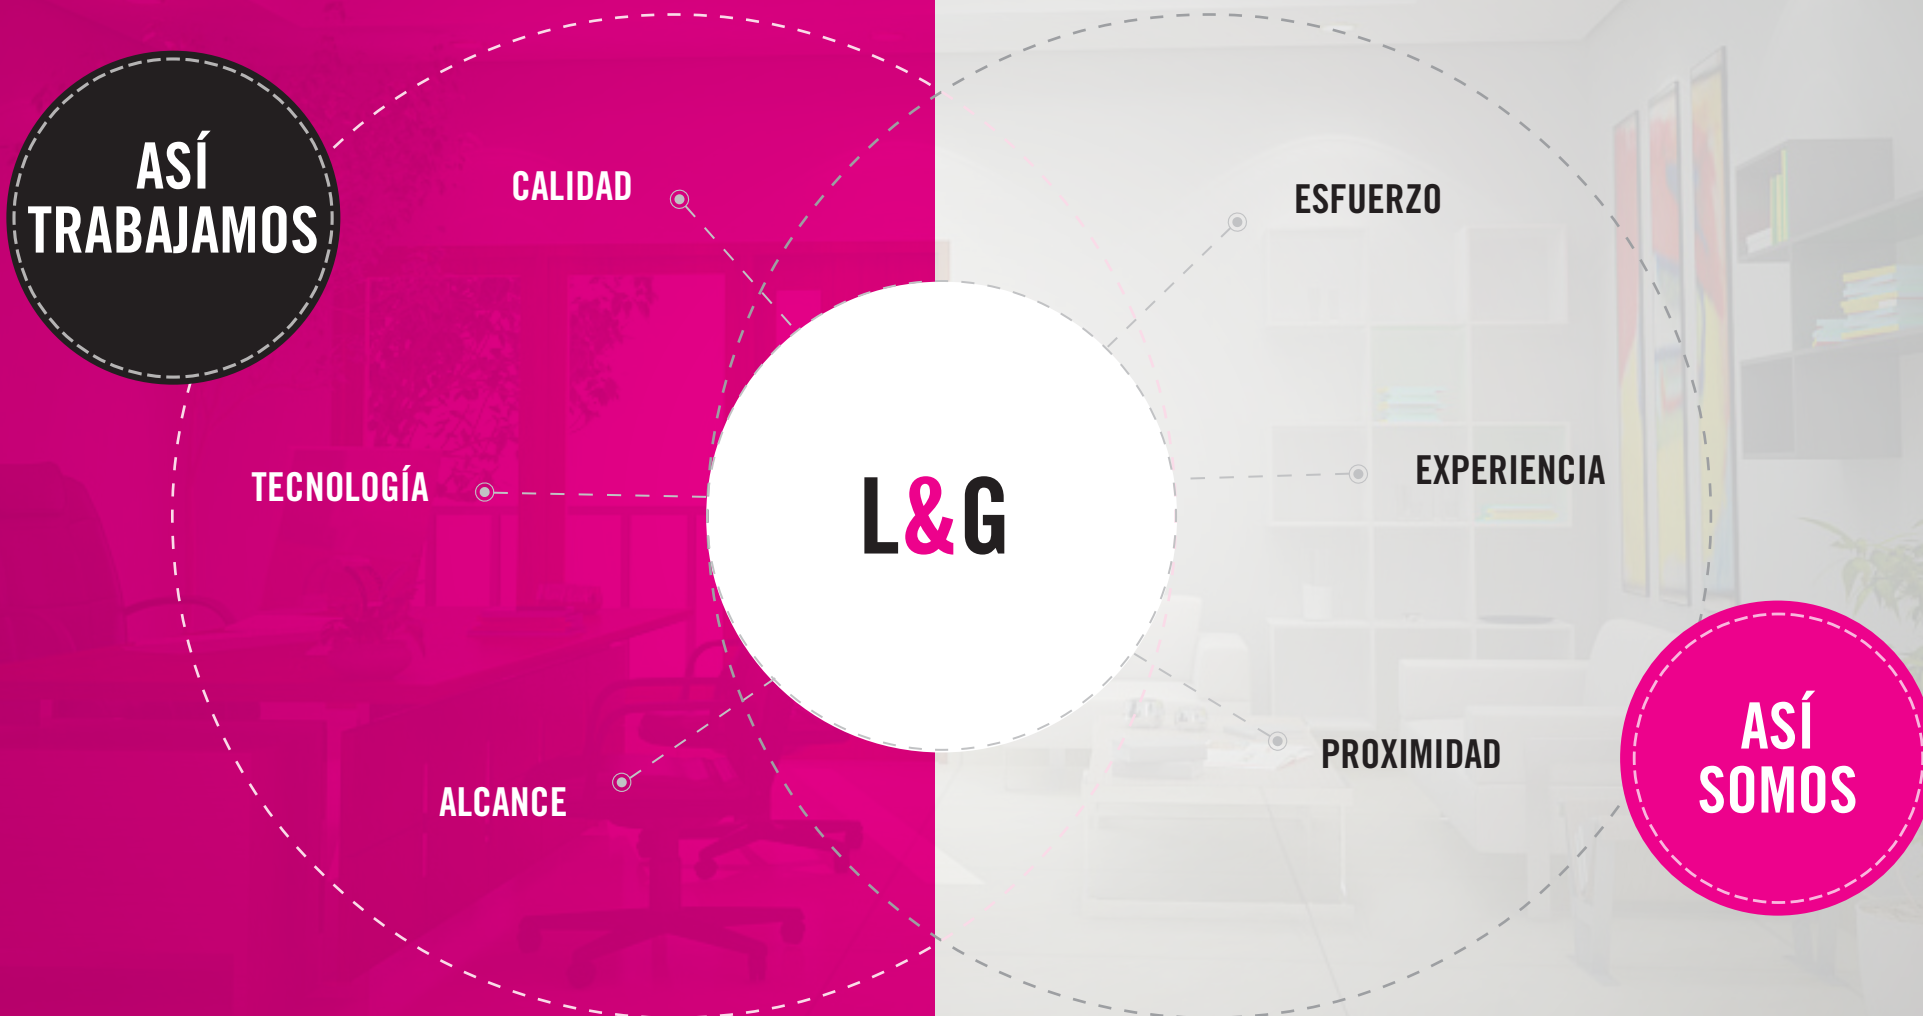 ASÍ
TRABAJAMOS
CALIDAD
TECNOLOGÍA
ALCANCE
L&G
ESFUERZO
EXPERIENCIA
PROXIMIDAD
ASÍ
SOMOS